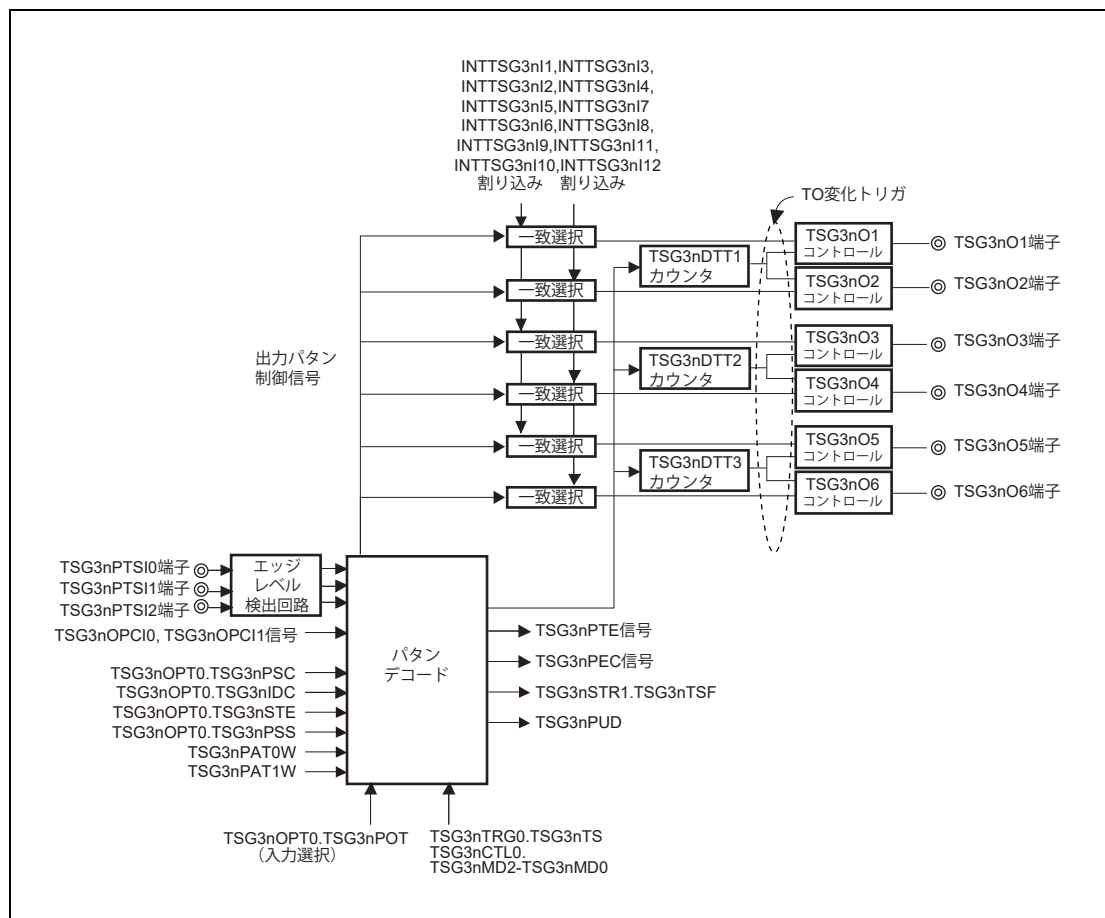 INTTSG3nI1,INTTSG3nI3,
INTTSG3nI2,INTTSG3nI4,
INTTSG3nI5,INTTSG3nI7
INTTSG3nI6,INTTSG3nI8,
INTTSG3nI9,INTTSG3nI11,
INTTSG3nI10,INTTSG3nI12
割り込み 割り込み
TO変化トリガ
一致選択
一致選択
一致選択
一致選択
一致選択
一致選択
TSG3nDTT1
カウンタ
TSG3nDTT2
カウンタ
TSG3nDTT3
カウンタ
TSG3nO1
コントロール
TSG3nO2
コントロール
TSG3nO3
コントロール
TSG3nO4
コントロール
TSG3nO5
コントロール
TSG3nO6
コントロール
TSG3nO1端子
TSG3nO2端子
TSG3nO3端子
TSG3nO4端子
TSG3nO5端子
TSG3nO6端子
出力パタン
制御信号
TSG3nPTSI0端子
TSG3nPTSI1端子
TSG3nPTSI2端子
エッジ
レベル
検出回路
TSG3nOPCI0, TSG3nOPCI1信号
TSG3nOPT0.TSG3nPSC
TSG3nOPT0.TSG3nIDC
TSG3nOPT0.TSG3nSTE
TSG3nOPT0.TSG3nPSS
TSG3nPAT0W
TSG3nPAT1W
パタン
デコード
TSG3nPTE信号
TSG3nPEC信号
TSG3nSTR1.TSG3nTSF
TSG3nPUD
TSG3nOPT0.TSG3nPOT
（入力選択）
TSG3nTRG0.TSG3nTS
TSG3nCTL0.
TSG3nMD2-TSG3nMD0